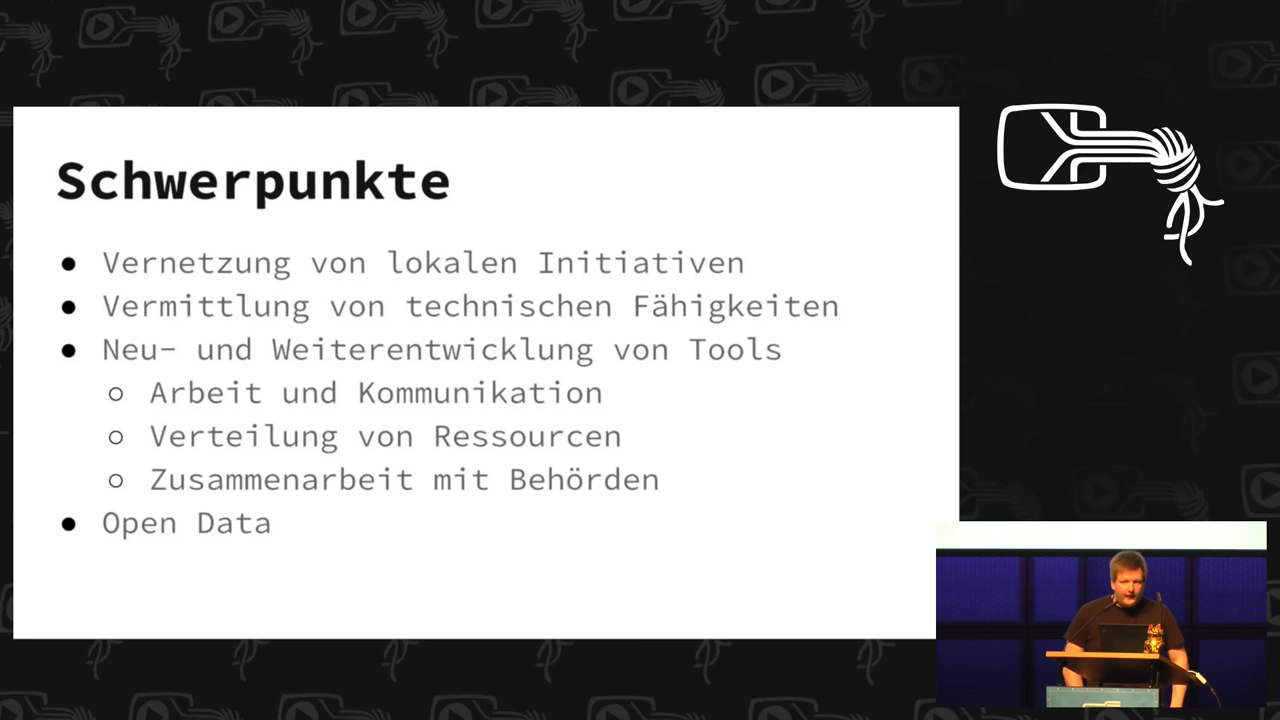 Schwerpunkte
● Vernetzung von lokalen Initiativen
● Vermittlung von technischen Fähigkeiten
● Neu- und Weiterentwicklung von Tools
○ Arbeit und Kommunikation
○ Verteilung von Ressourcen
○ Zusammenarbeit mit Behörden
● Open Data